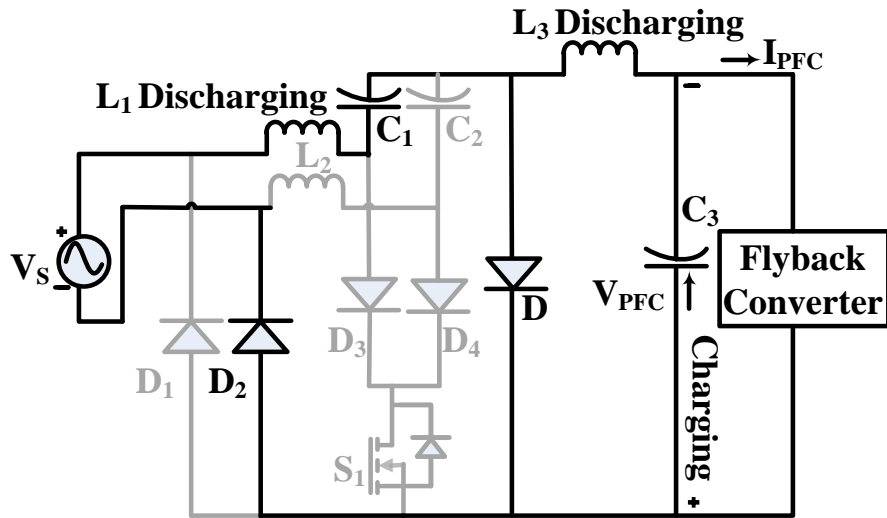 L3 Discharging
IPFC
L1 Discharging
C1
C2
L2
+
VS
−
−
C3
Flyback
Converter
VPFC
D
D1
D2
D3
D4
S1
Charging
+